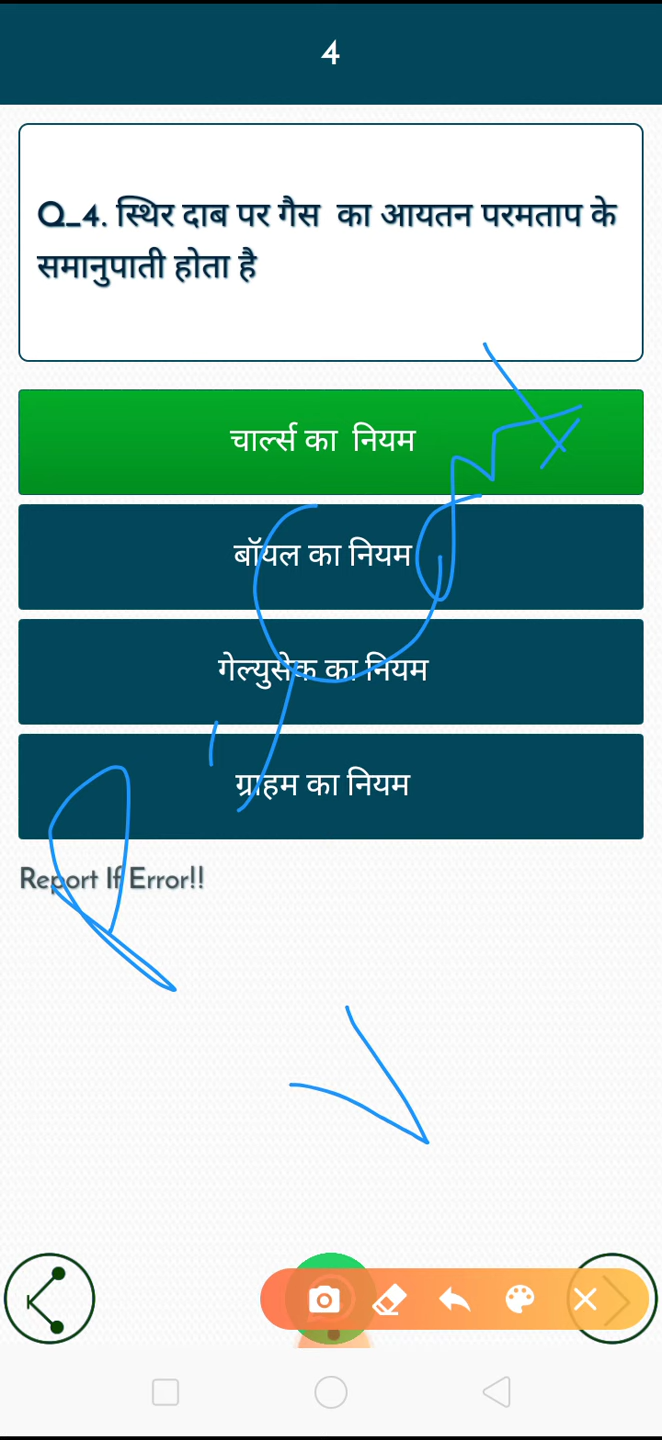 4
Q_4. स्थिर दाब पर गैस का आयतन परमताप के
समानुपाती होता है
चार्ल्स का नियम
बॉयल का नियम
गेल्युसेक का नियम
ग्राहम का नियम
Report If Error!!